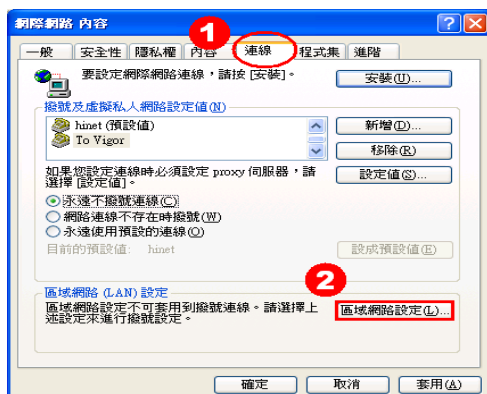 網際網路 內容
1
一般 安全性 隱私權 內容 連線 程式集 進階
要設定網際網路連線，請按 [安裝]。
安裝(U)...
撥號及虛擬私人網路設定值(N)
hinet (預設值)
To Vigor
新增(D)...
移除(R)
如果您設定連線時必須設定 proxy 伺服器，請
選擇 [設定值]。
設定值(S)...
永遠不撥號連線(C)
網路連線不存在時撥號(W)
永遠使用預設的連線(O)
目前的預設值: hinet
設成預設值(E)
2
區域網路 (LAN) 設定
區域網路設定不可套用到撥號連線。請選擇上
述設定來進行撥號設定。
區域網路設定(L)...
確定 取消 套用(A)